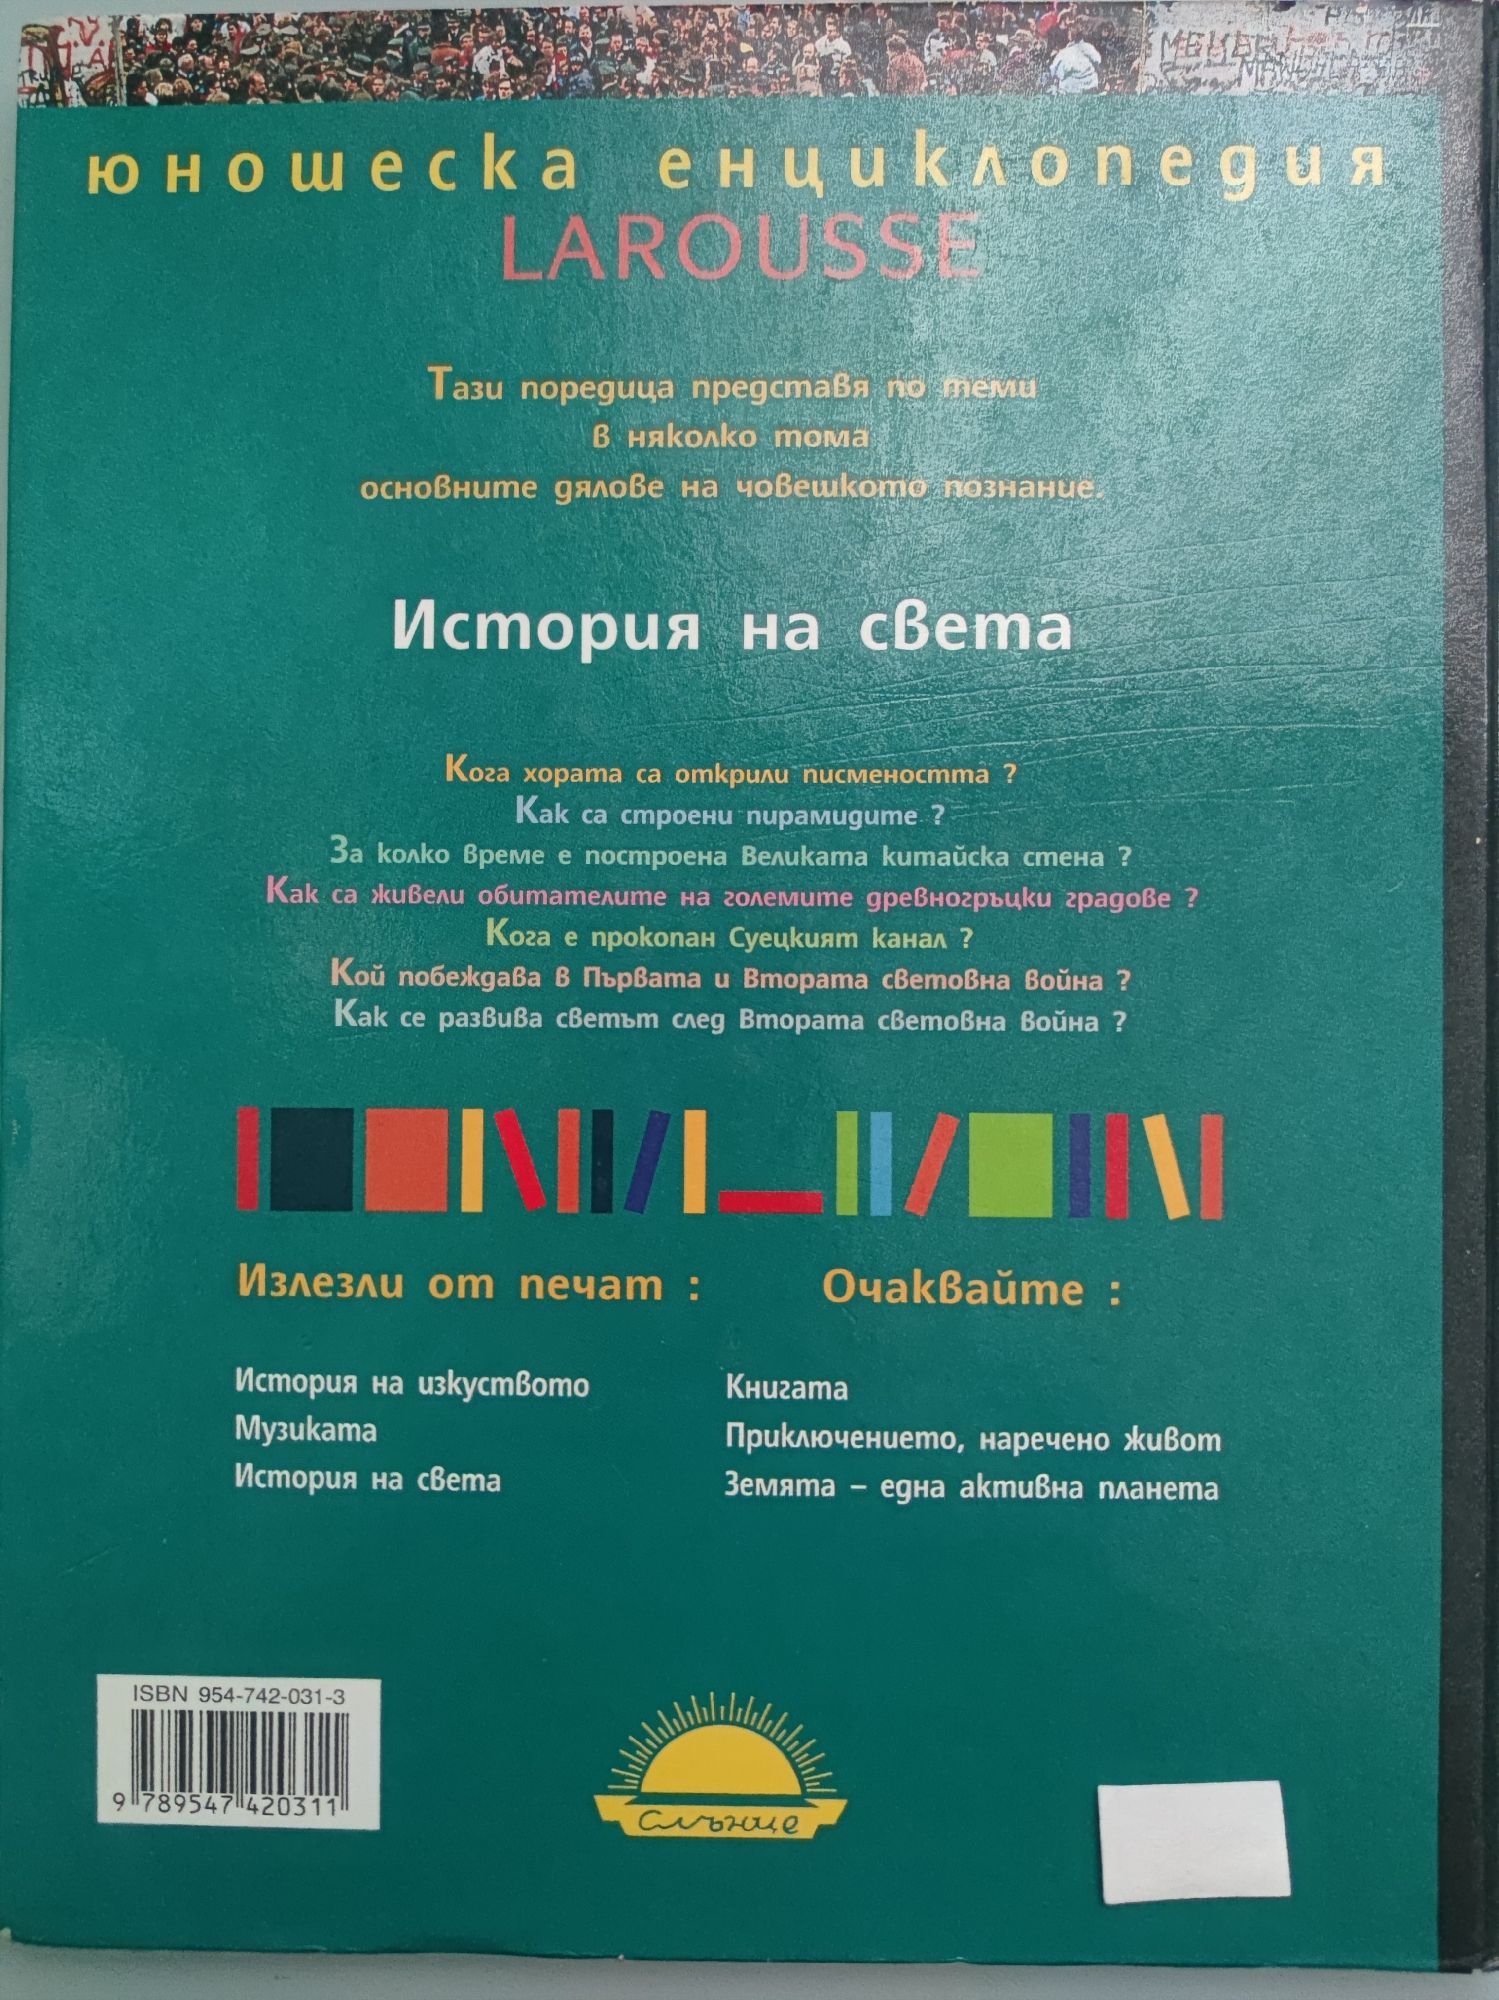 юношеска енциклопедия
LAROUSSE
Тази поредица представя по теми
в няколко тома
основните дялове на човешкото познание.
История на света
Кога хората са открили писмеността ?
Как са строени пирамидите ?
За колко време е построена Великата китайска стена ?
Как са живели обитателите на големите древногръцки градове ?
Кога е прокопан Суецкият канал ?
Кой побеждава в Първата и Втората световна война ?
Как се развива светът след Втората световна война ?
Излезли от печат :
История на изкуството
Музиката
История на света
Очаквайте :
Книгата
Приключението, наречено живот
Земята – една активна планета
ISBN 954-742-031-3
9 789547 420311
Слънце